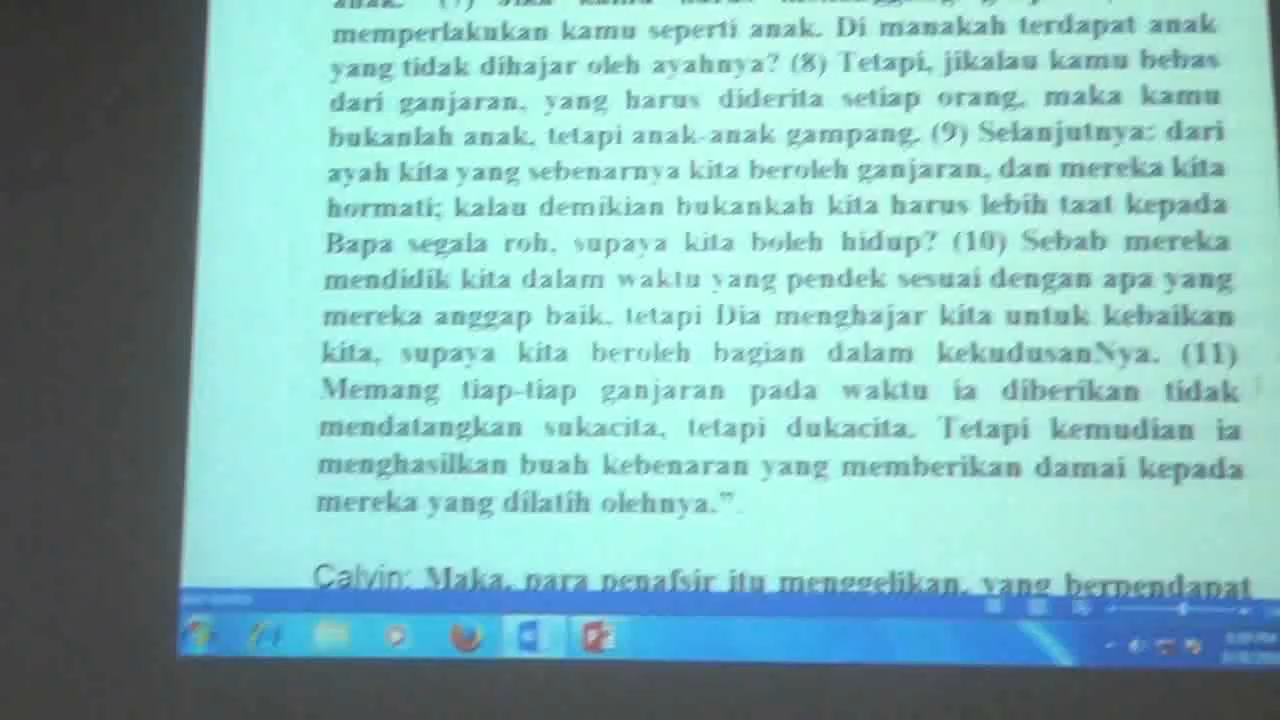 memperlakukan kamu seperti anak. Di manakah terdapat anak
yang tidak dihajar oleh ayahnya? (8) Tetapi, jikalau kamu bebas
dari ganjaran, yang harus diderita setiap orang, maka kamu
bukanlah anak, tetapi anak-anak gampang. (9) Selanjutnya: dari
ayah kita yang sebenarnya kita beroleh ganjaran, dan mereka kita
hormati; kalau demikian bukankah kita harus lebih taat kepada
Bapa segala roh, supaya kita boleh hidup? (10) Sebab mereka
mendidik kita dalam waktu yang pendek sesuai dengan apa yang
mereka anggap baik, tetapi Dia menghajar kita untuk kebaikan
kita, supaya kita beroleh bagian dalam kekudusanNya. (11)
Memang tiap-tiap ganjaran pada waktu ia diberikan tidak
mendatangkan sukacita, tetapi dukacita. Tetapi kemudian ia
menghasilkan buah kebenaran yang memberikan damai kepada
mereka yang dilatih olehnya.”
Calvin: Maka, para penafsir itu menggelikan, yang berpendapat